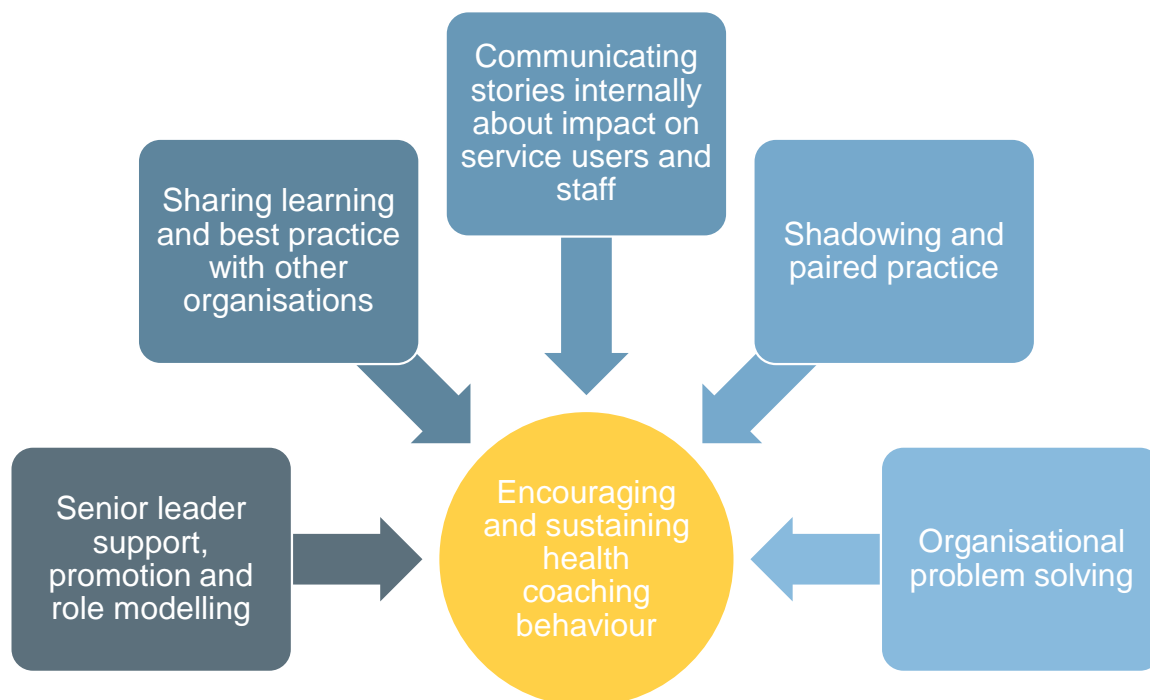 Senior leader
support,
promotion and
role modelling
Sharing learning
and best practice
with other
organisations
Communicating
stories internally
about impact on
service users and
staff
Shadowing and
paired practice
Organisational
problem solving
Encouraging
and sustaining
health
coaching
behaviour